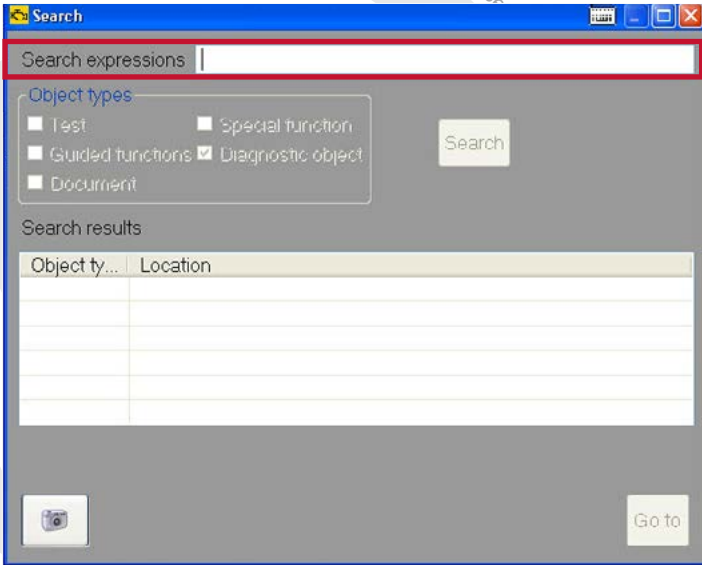 Search
Search expressions
Object types
Test Special function
Guided functions Diagnostic object
Document
Search
Search results
Object ty... Location
Go to